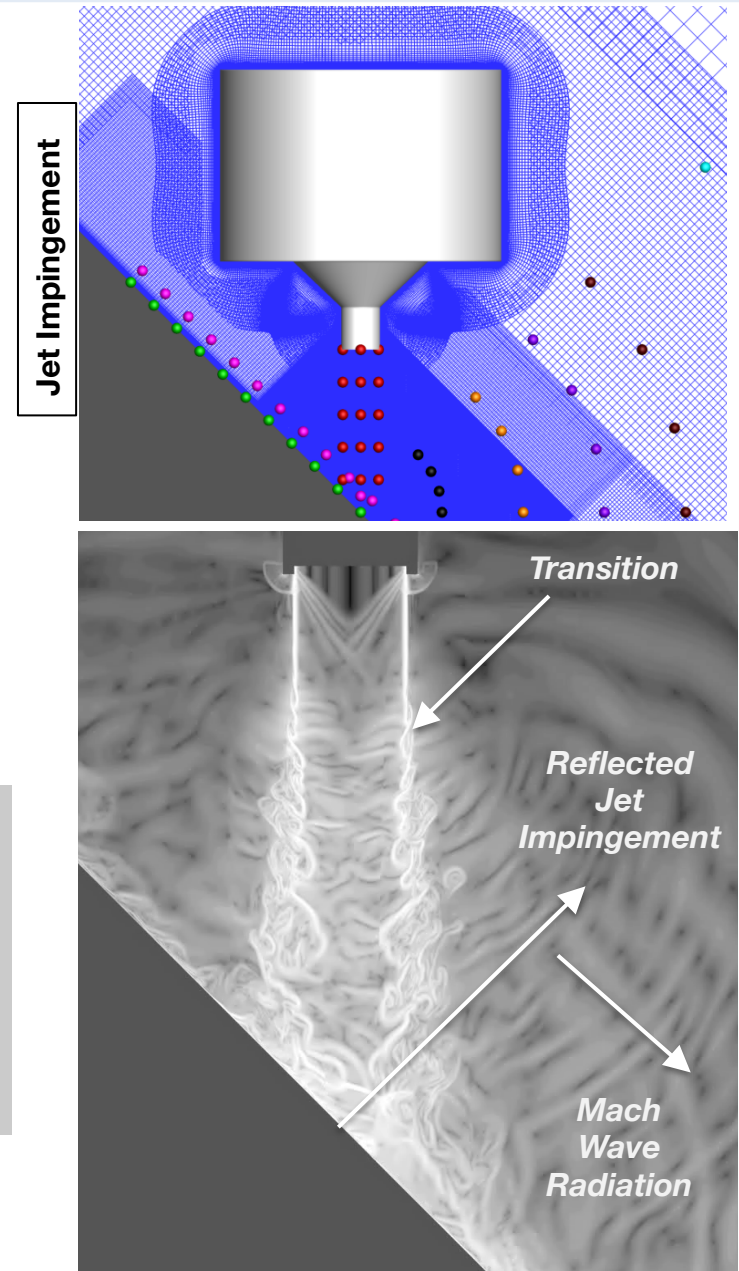 Jet Impingement
Transition
Reflected
Jet
Impingement
Mach
Wave
Radiation